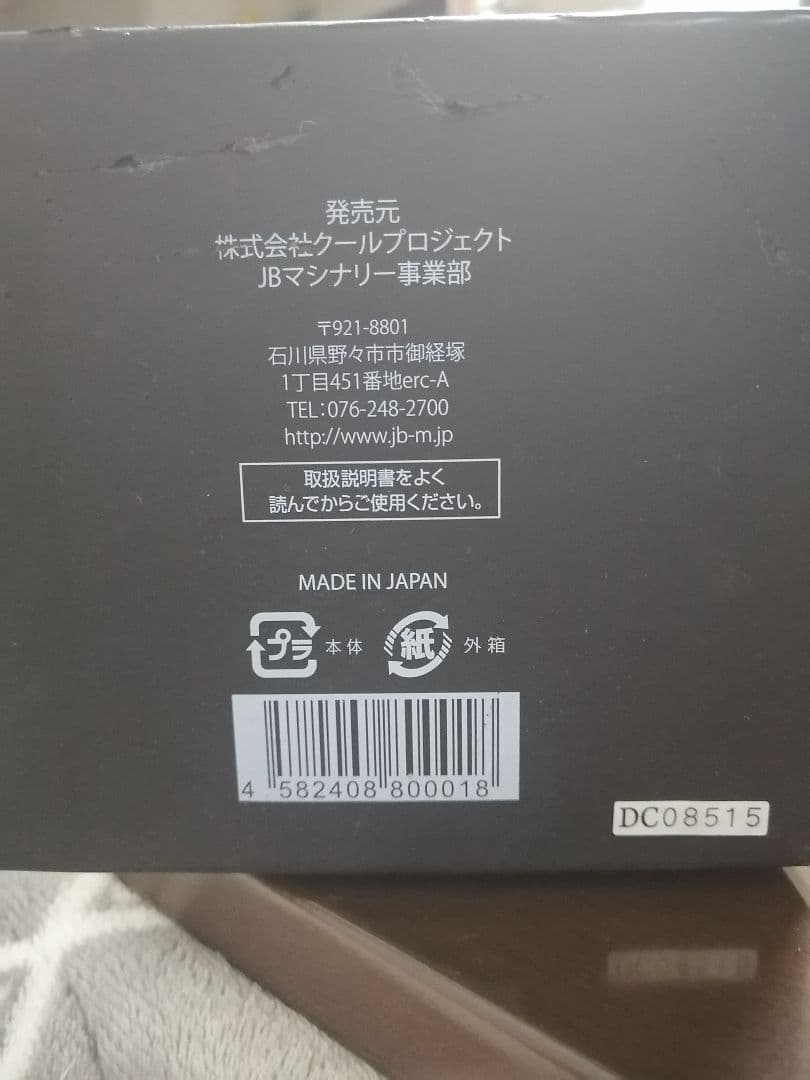 発売元
株式会社クールプロジェクト
JBマシナリー事業部
〒921-8801
石川県野々市市御経塚
1丁目451番地erc-A
TEL:076-248-2700
http://www.jb-m.jp
取扱説明書をよく
読んでからご使用ください。
MADE IN JAPAN
プラ 本体 紙 外箱
4 582408 800018
DC08515